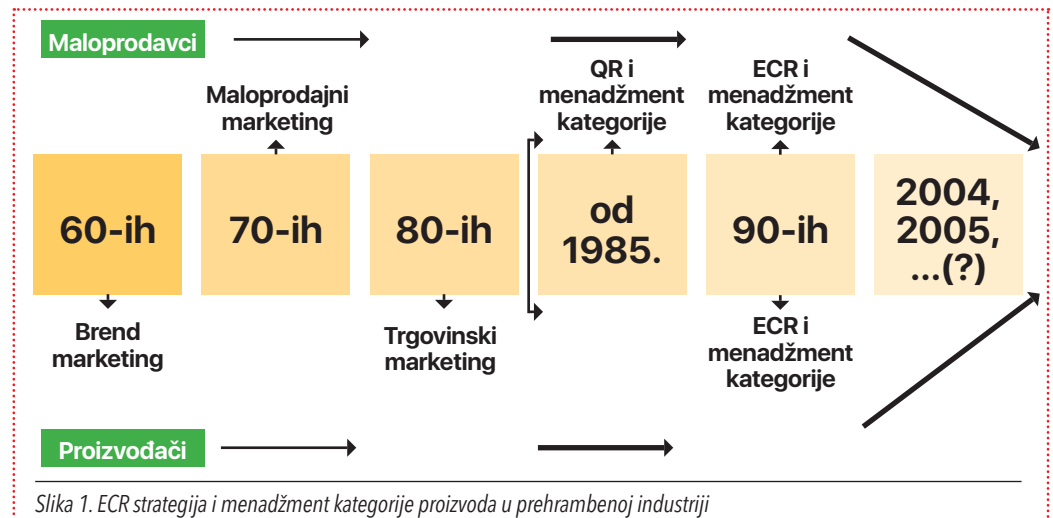 Maloprodavci
Maloprodajni
marketing
QR i
menadžment
kategorije
ECR i
menadžment
kategorije
60-ih
70-ih
80-ih
od
1985.
90-ih
2004,
2005,
...(?)
Brend
marketing
Trgovinski
marketing
ECR i
menadžment
kategorije
Proizvođači
Slika 1. ECR strategija i menadžment kategorije proizvoda u prehrambenoj industriji